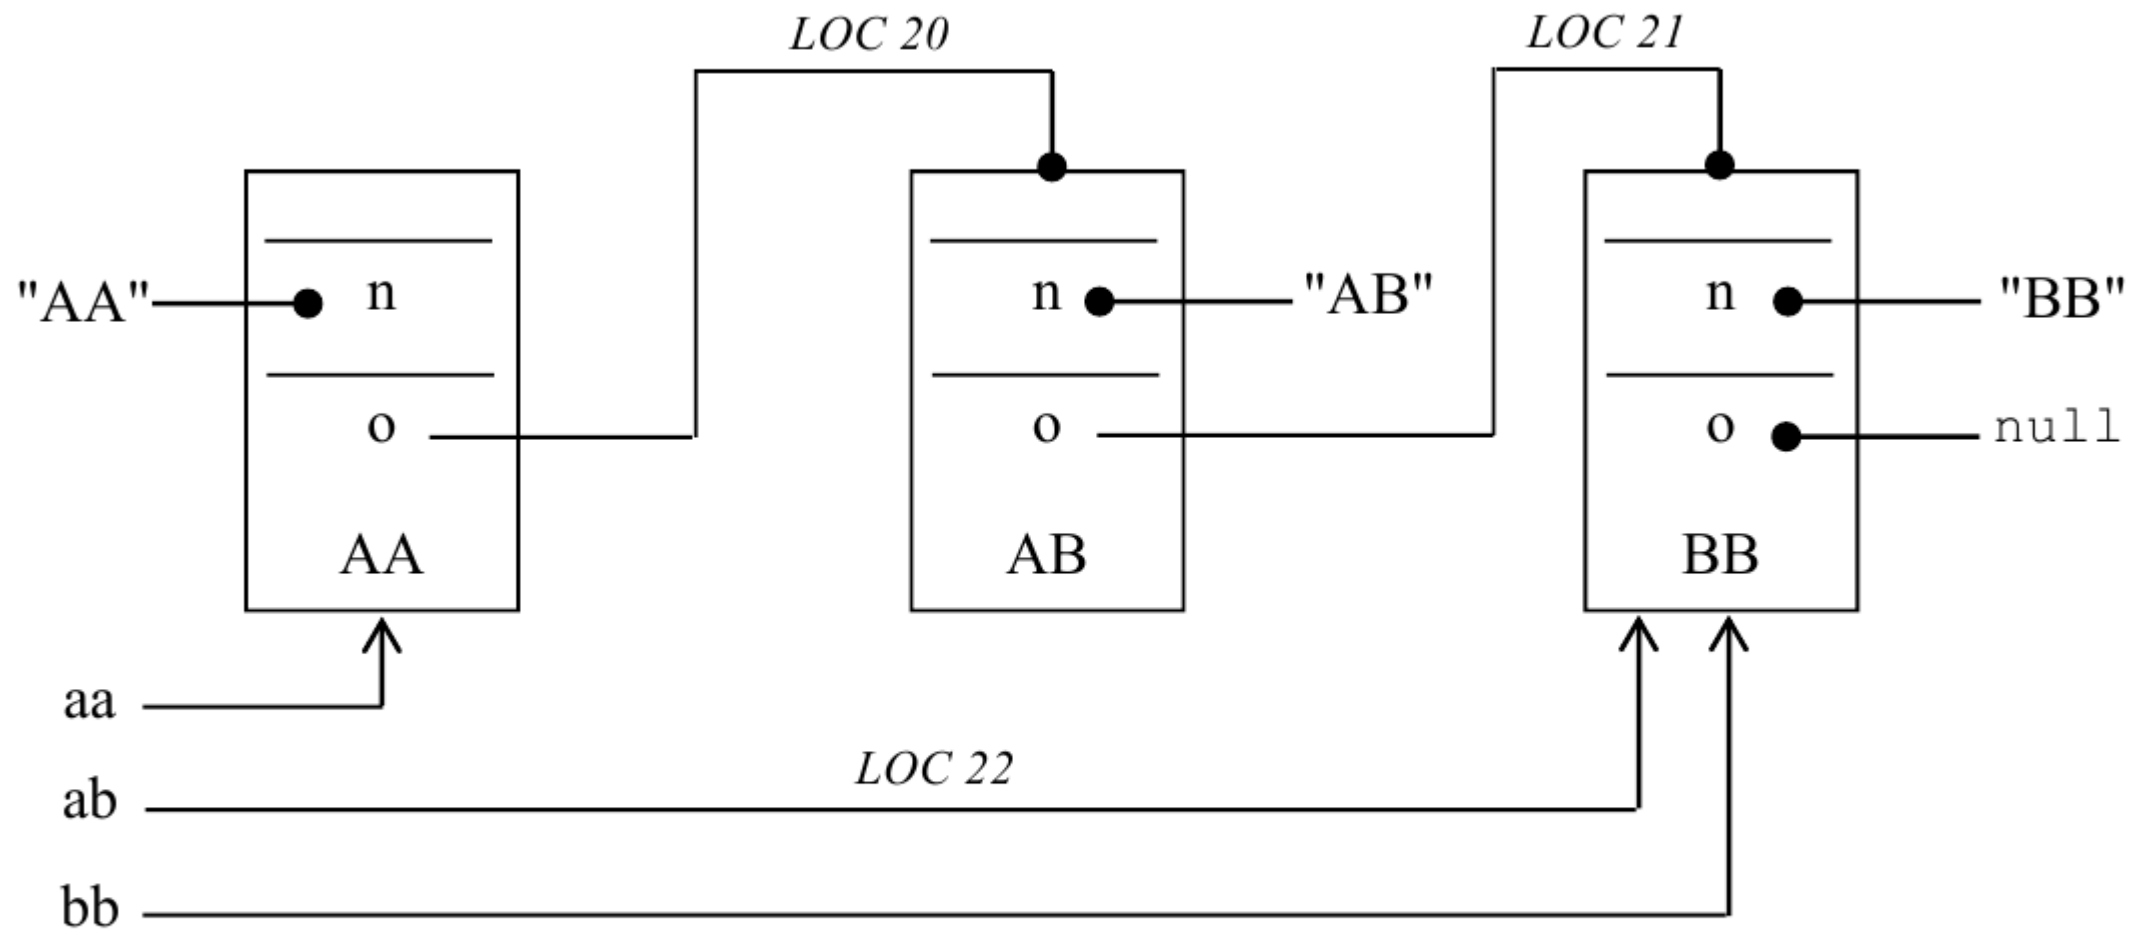 LOC 20 LOC 21
"AA" n n "AB" n "BB"
o o o null
AA AB BB
aa
LOC 22
ab
bb